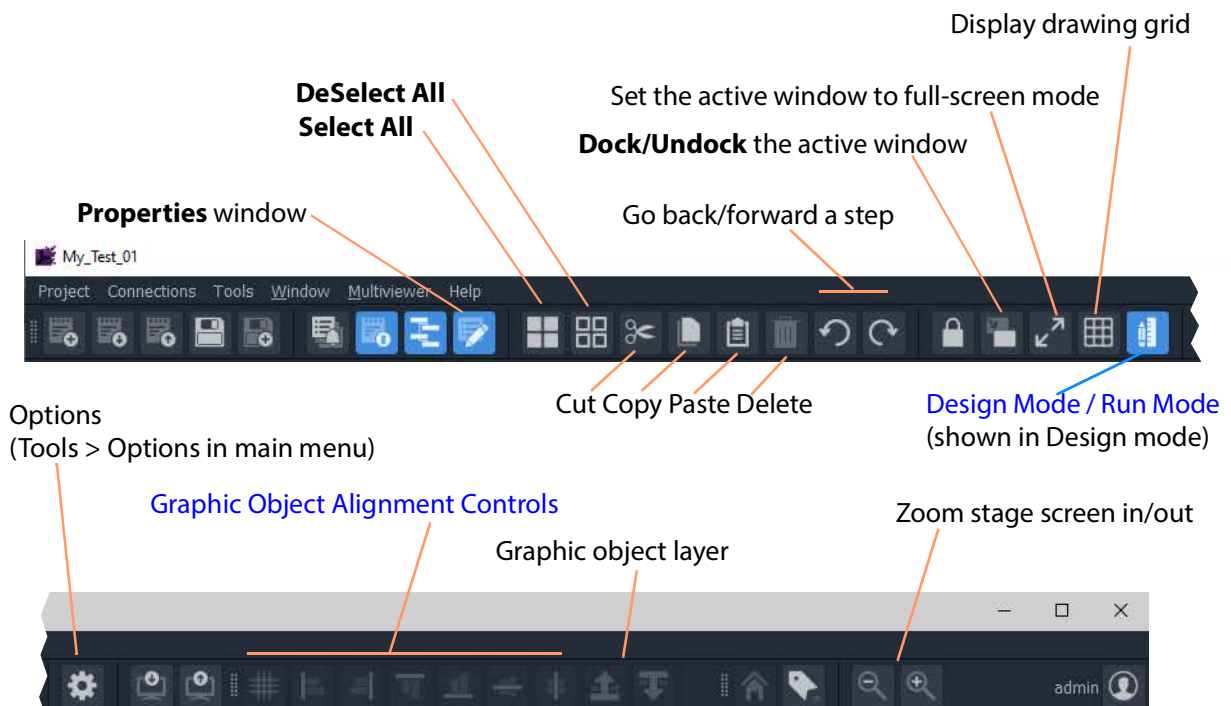 Display drawing grid
DeSelect All
Set the active window to full-screen mode
Select All
Dock/Undock the active window
Properties window
Go back/forward a step
My_Test_01
Project Connections Tools Window Multiviewer Help
Cut Copy Paste Delete
Design Mode / Run Mode
(shown in Design mode)
Options
(Tools > Options in main menu)
Graphic Object Alignment Controls
Zoom stage screen in/out
Graphic object layer
admin